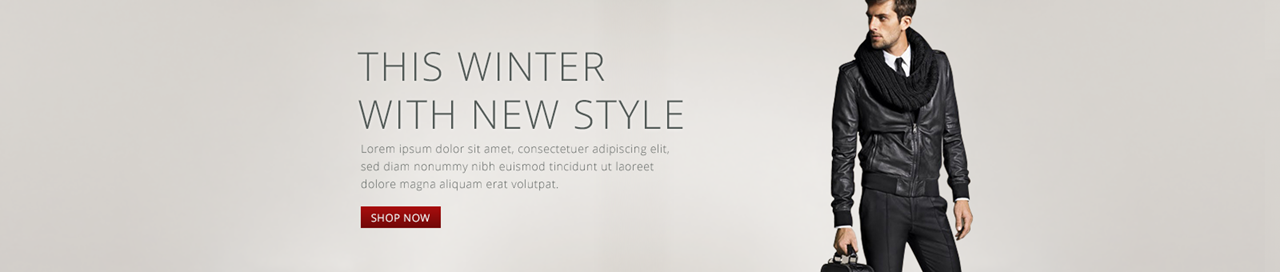 THIS WINTER
WITH NEW STYLE
Lorem ipsum dolor sit amet, consectetuer adipiscing elit,
sed diam nonummy nibh euismod tincidunt ut laoreet
dolore magna aliquam erat volutpat.
SHOP NOW